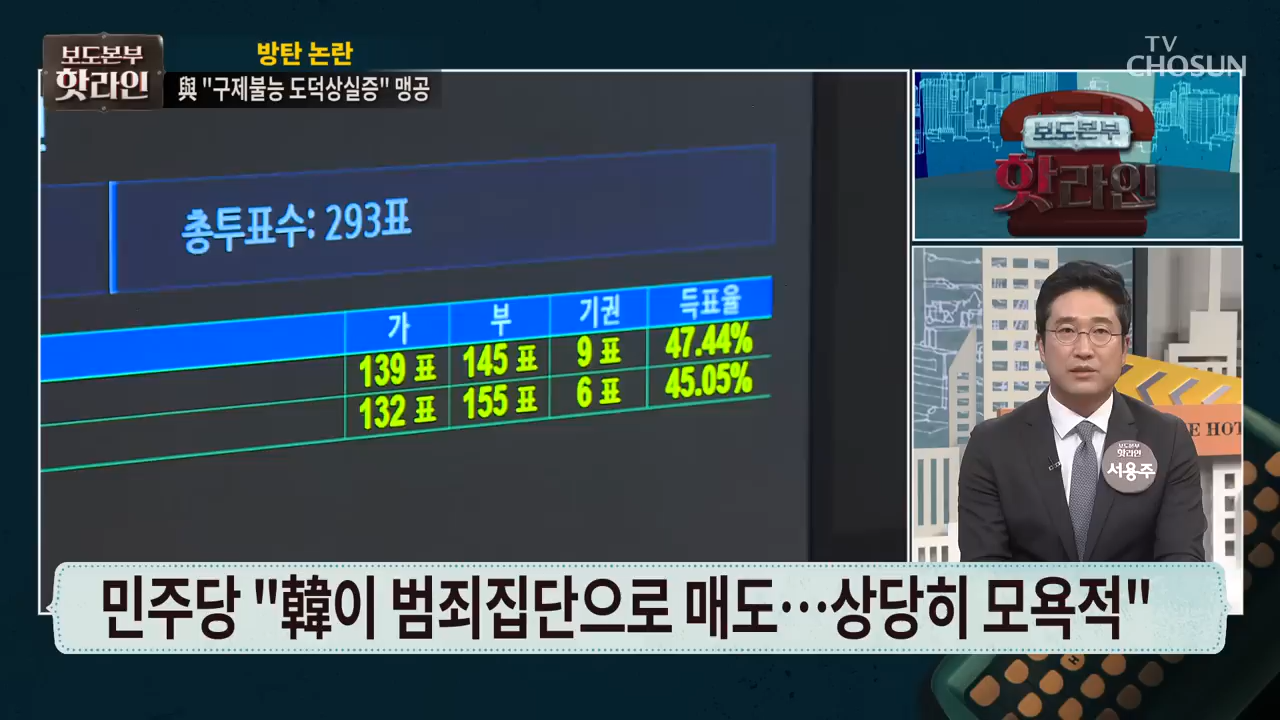 보도본부
핫라인
방탄 논란
與 "구제불능 도덕상실증" 맹공
TV
CHOSUN
보도본부
핫라인
총투표수: 293표
가 부 기권 득표율
139 표 145 표 9 표 47.44%
132 표 155 표 6 표 45.05%
E HOT
보도본부
핫라인
서용주
민주당 "韓이 범죄집단으로 매도…상당히 모욕적"
H